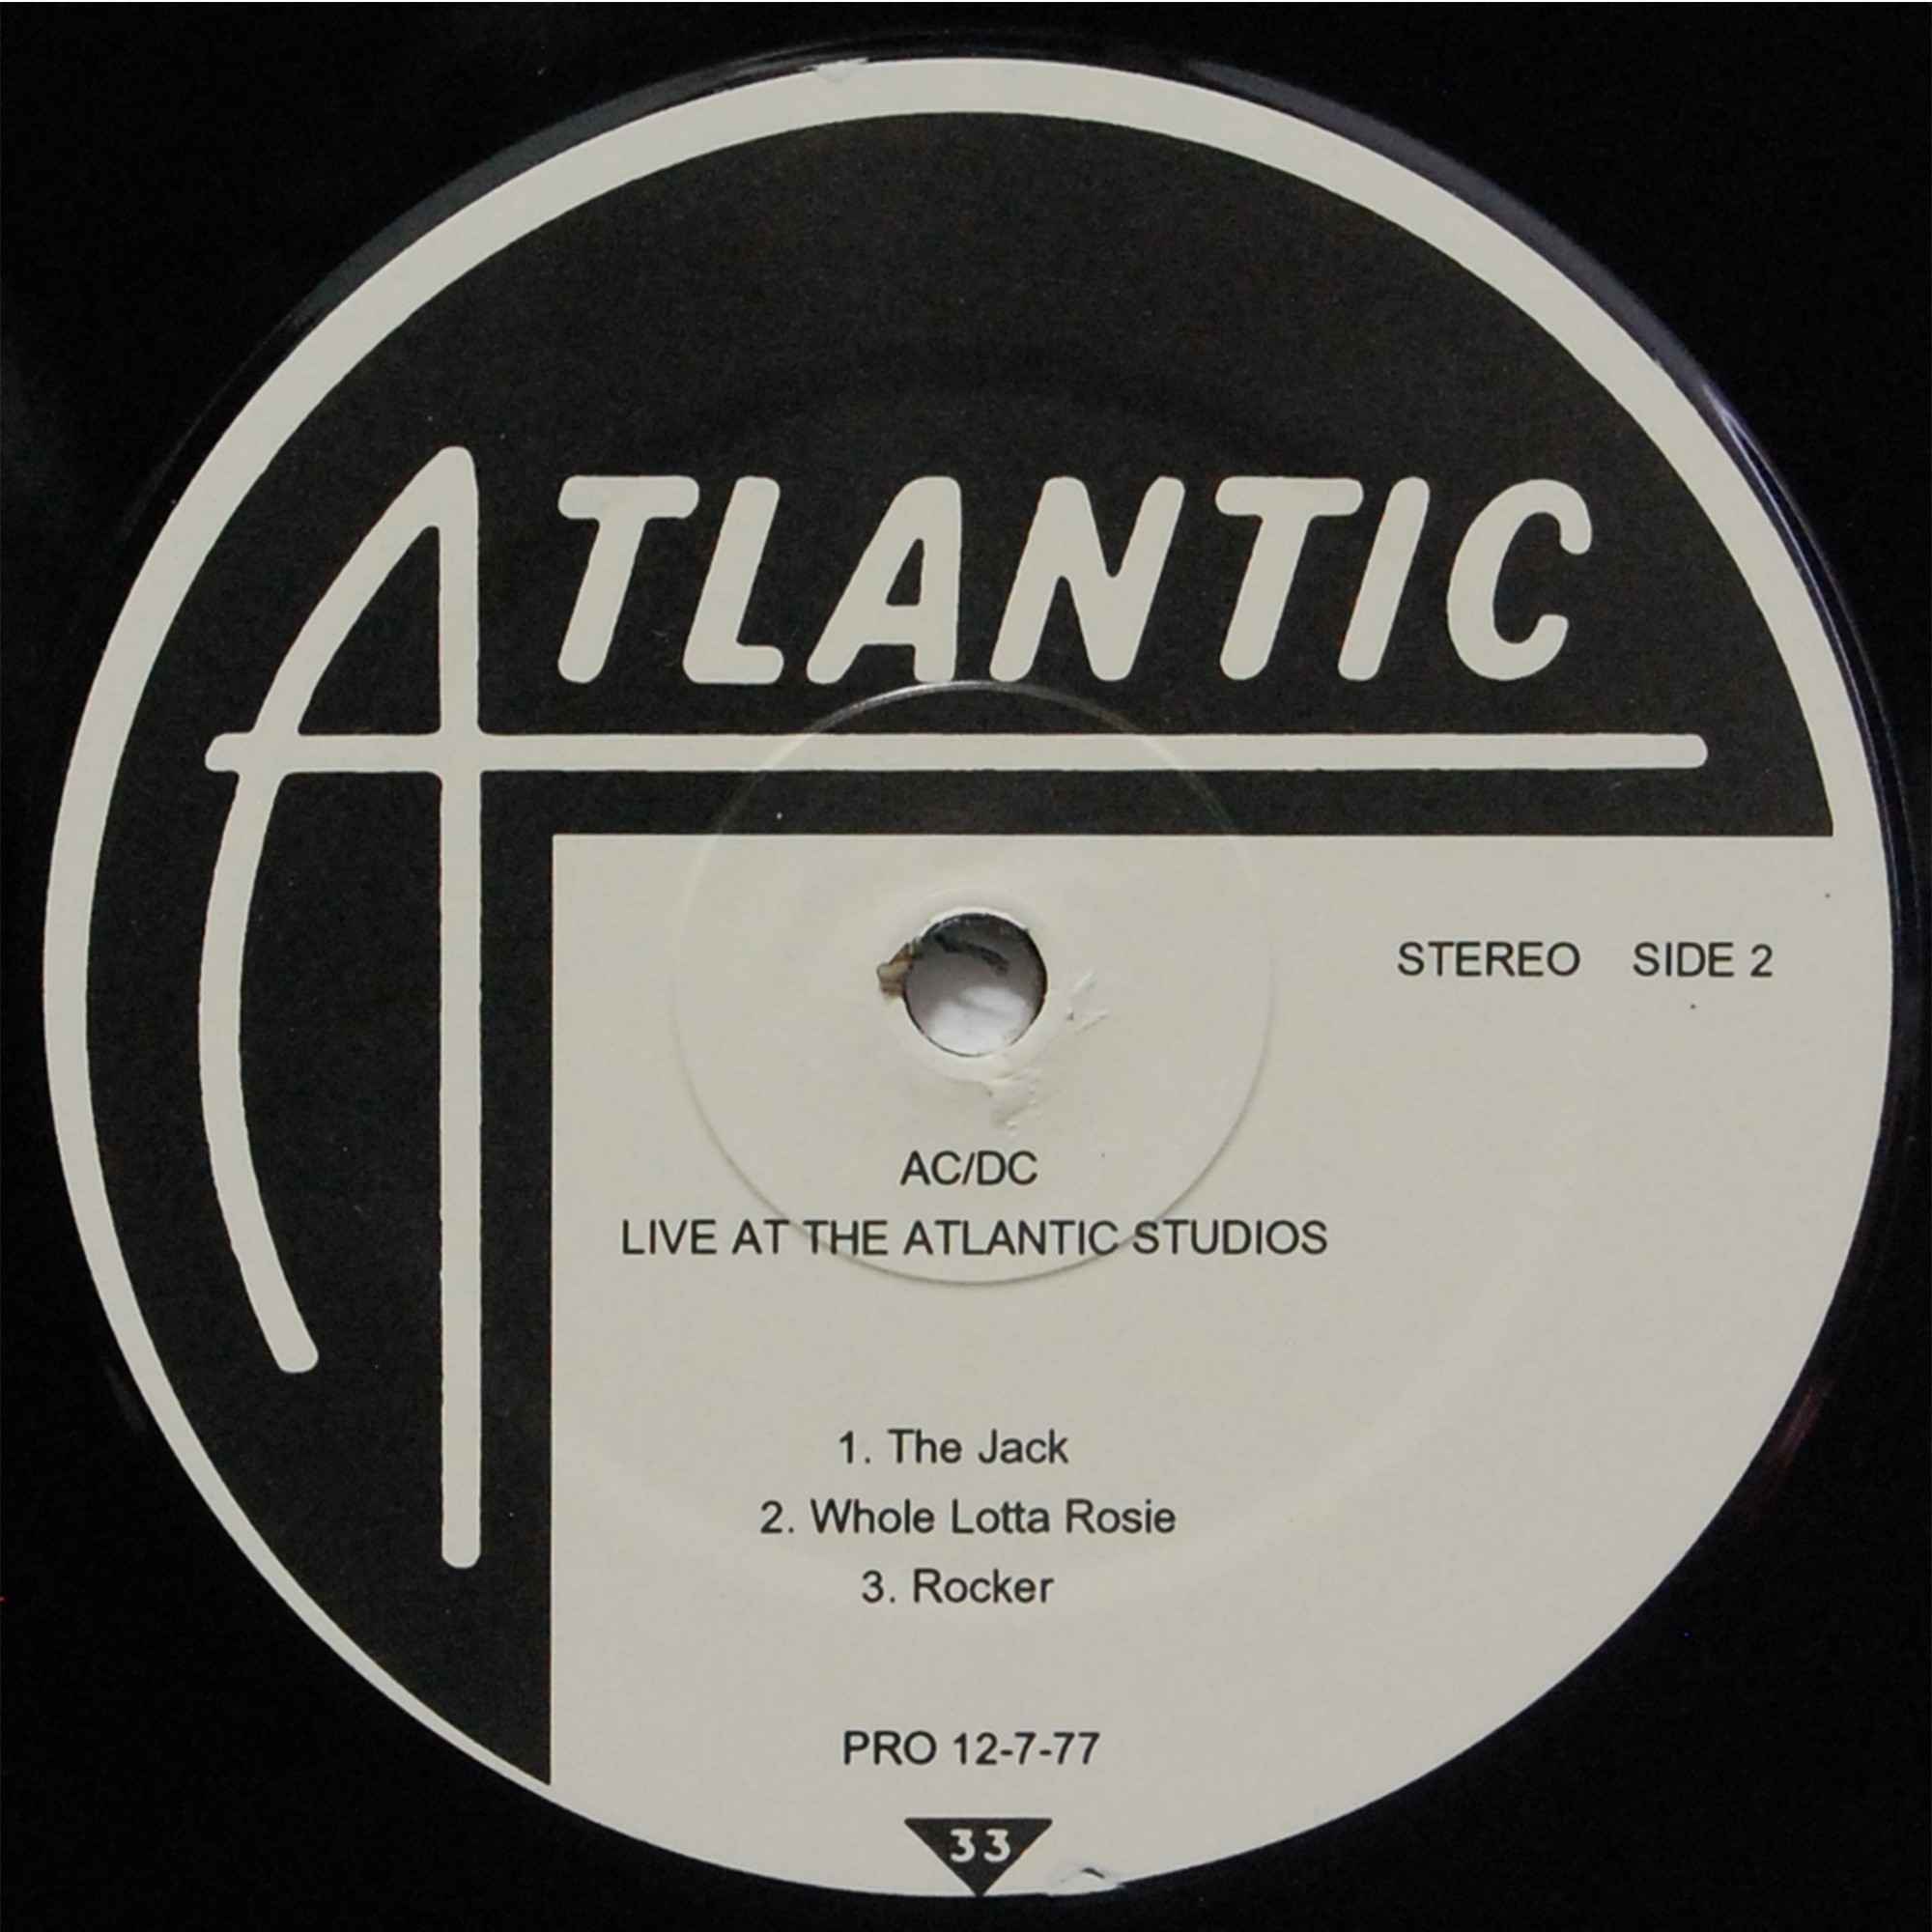 ATLANTIC
STEREO SIDE 2
AC/DC
LIVE AT THE ATLANTIC STUDIOS
1. The Jack
2. Whole Lotta Rosie
3. Rocker
PRO 12-7-77
33